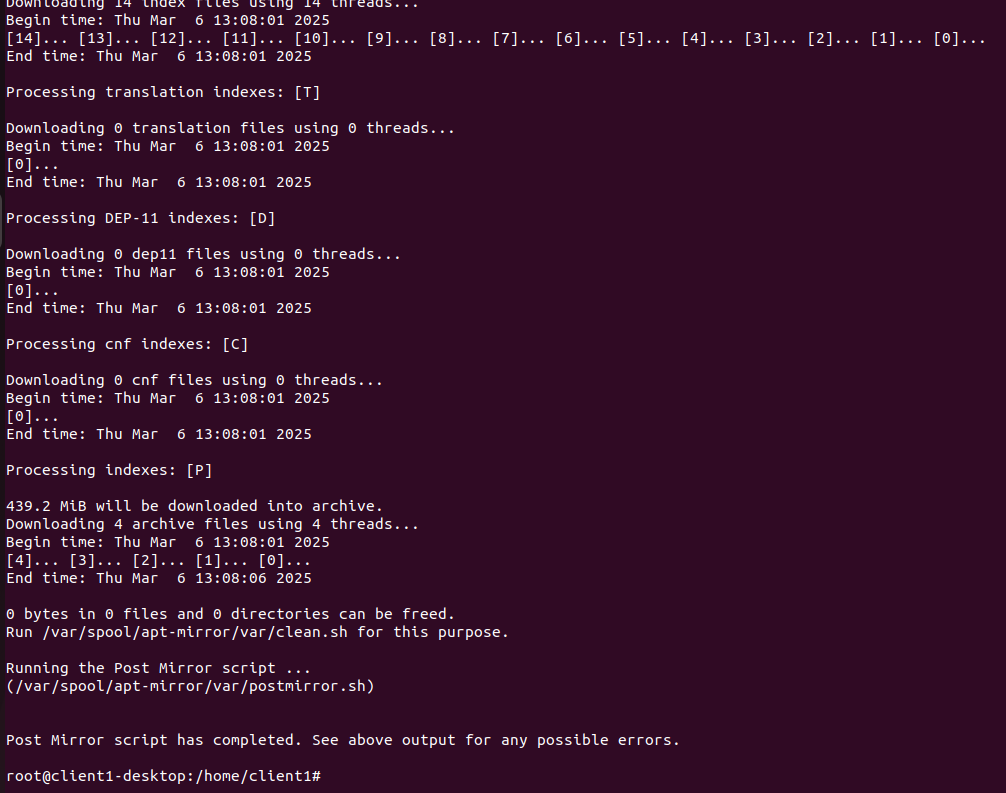 Downloading 14 index files using 14 threads...
Begin time: Thu Mar  6 13:08:01 2025
[14]... [13]... [12]... [11]... [10]... [9]... [8]... [7]... [6]... [5]... [4]... [3]... [2]... [1]... [0]...
End time: Thu Mar  6 13:08:01 2025

Processing translation indexes: [T]

Downloading 0 translation files using 0 threads...
Begin time: Thu Mar  6 13:08:01 2025
[0]...
End time: Thu Mar  6 13:08:01 2025

Processing DEP-11 indexes: [D]

Downloading 0 dep11 files using 0 threads...
Begin time: Thu Mar  6 13:08:01 2025
[0]...
End time: Thu Mar  6 13:08:01 2025

Processing cnf indexes: [C]

Downloading 0 cnf files using 0 threads...
Begin time: Thu Mar  6 13:08:01 2025
[0]...
End time: Thu Mar  6 13:08:01 2025

Processing indexes: [P]

439.2 MiB will be downloaded into archive.
Downloading 4 archive files using 4 threads...
Begin time: Thu Mar  6 13:08:01 2025
[4]... [3]... [2]... [1]... [0]...
End time: Thu Mar  6 13:08:06 2025

0 bytes in 0 files and 0 directories can be freed.
Run /var/spool/apt-mirror/var/clean.sh for this purpose.

Running the Post Mirror script ...
(/var/spool/apt-mirror/var/postmirror.sh)


Post Mirror script has completed. See above output for any possible errors.

root@client1-desktop:/home/client1#